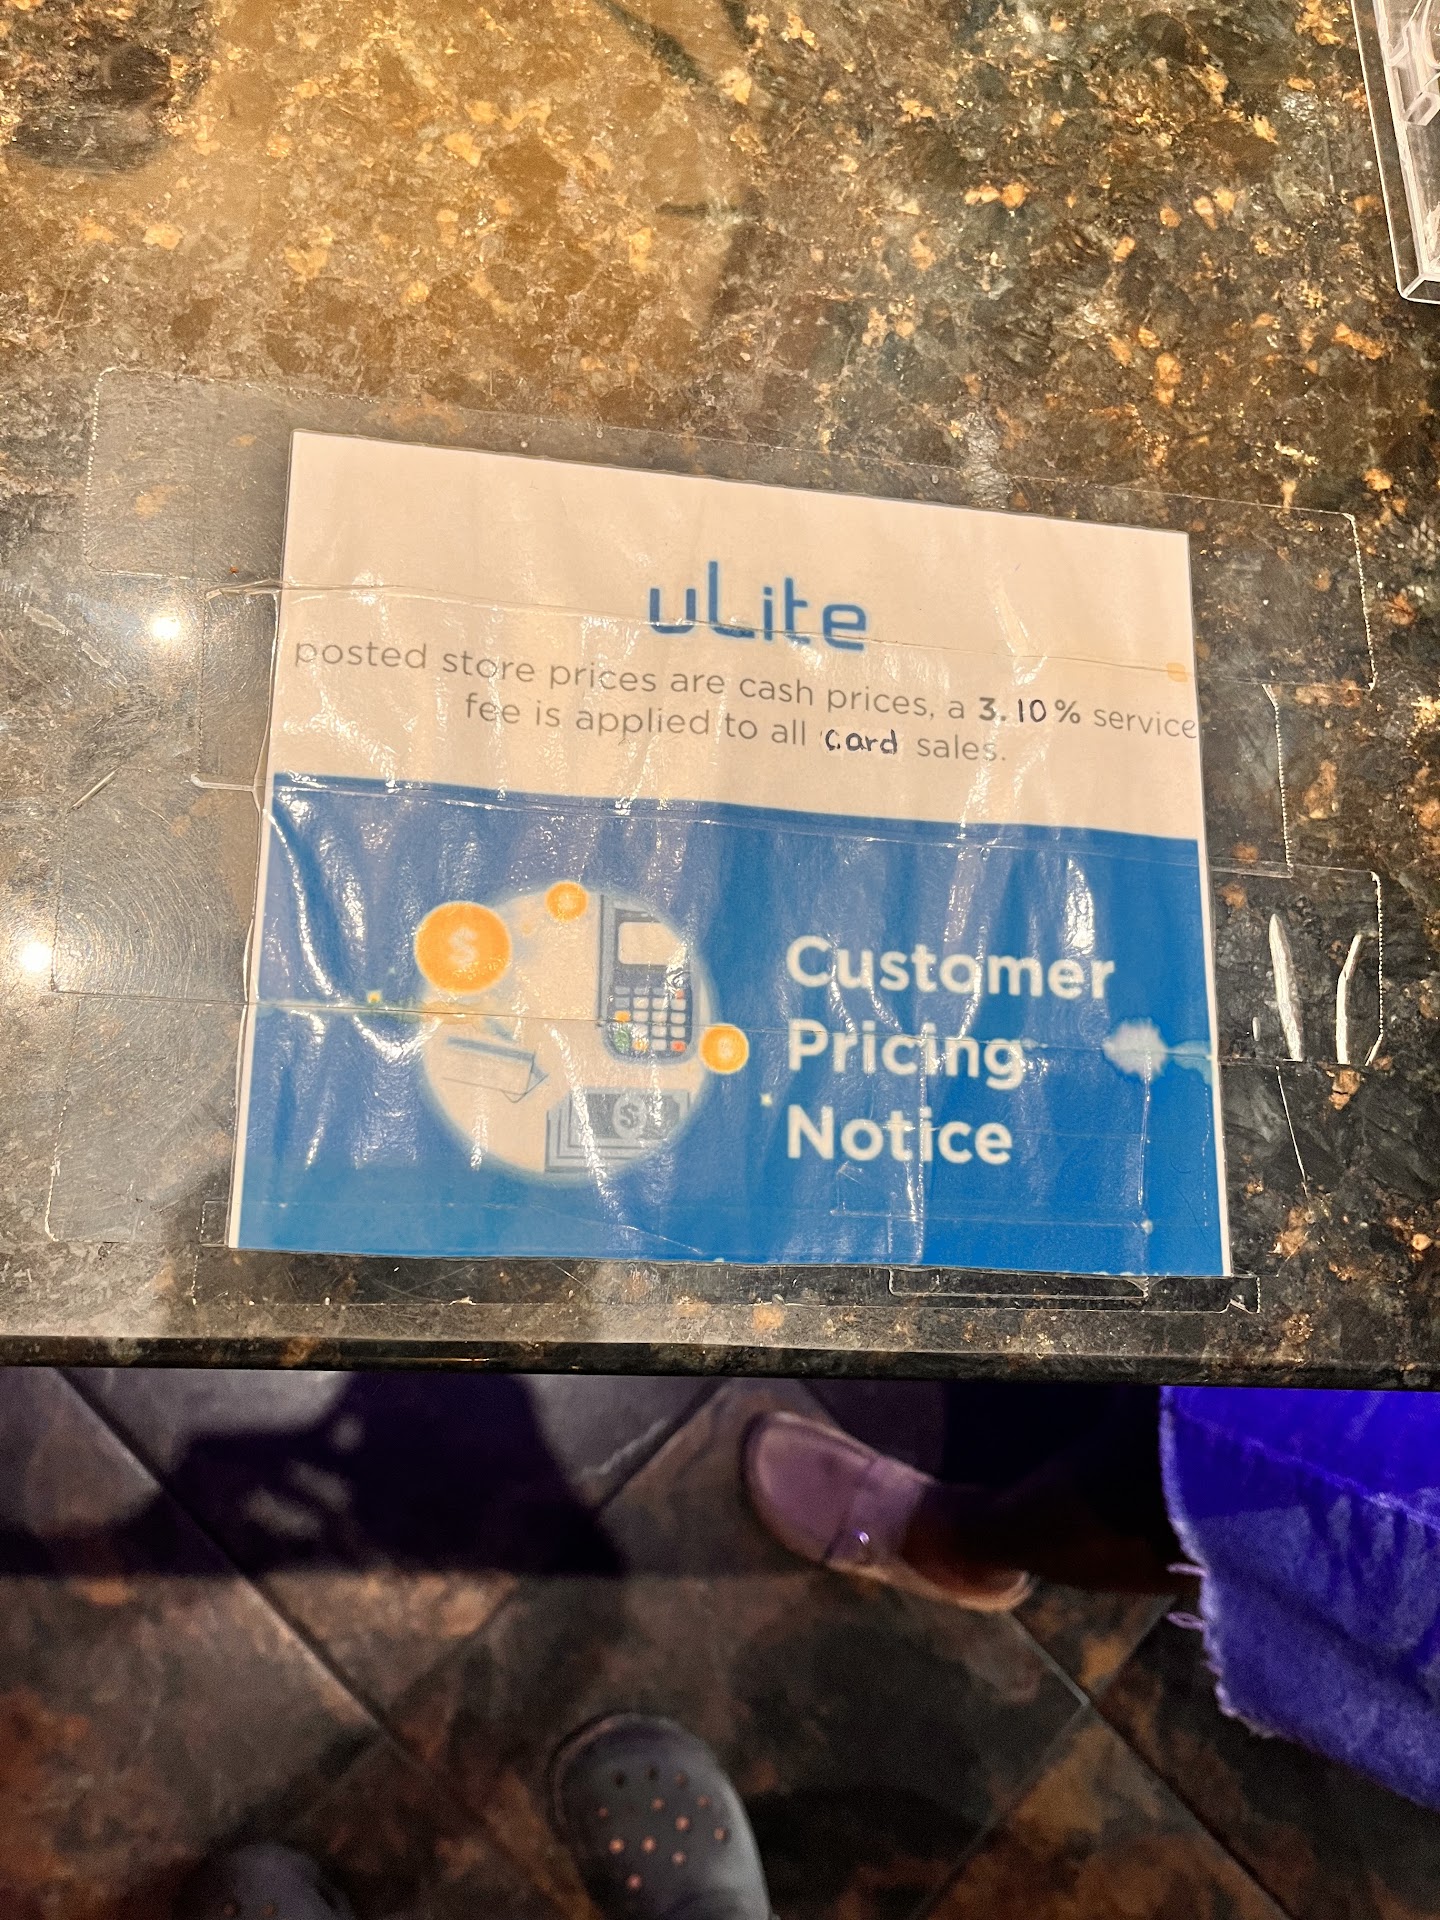 uLite
posted store prices are cash prices, a 3.10% service
fee is applied to all card sales.
$
$
$
$
Customer
Pricing
Notice